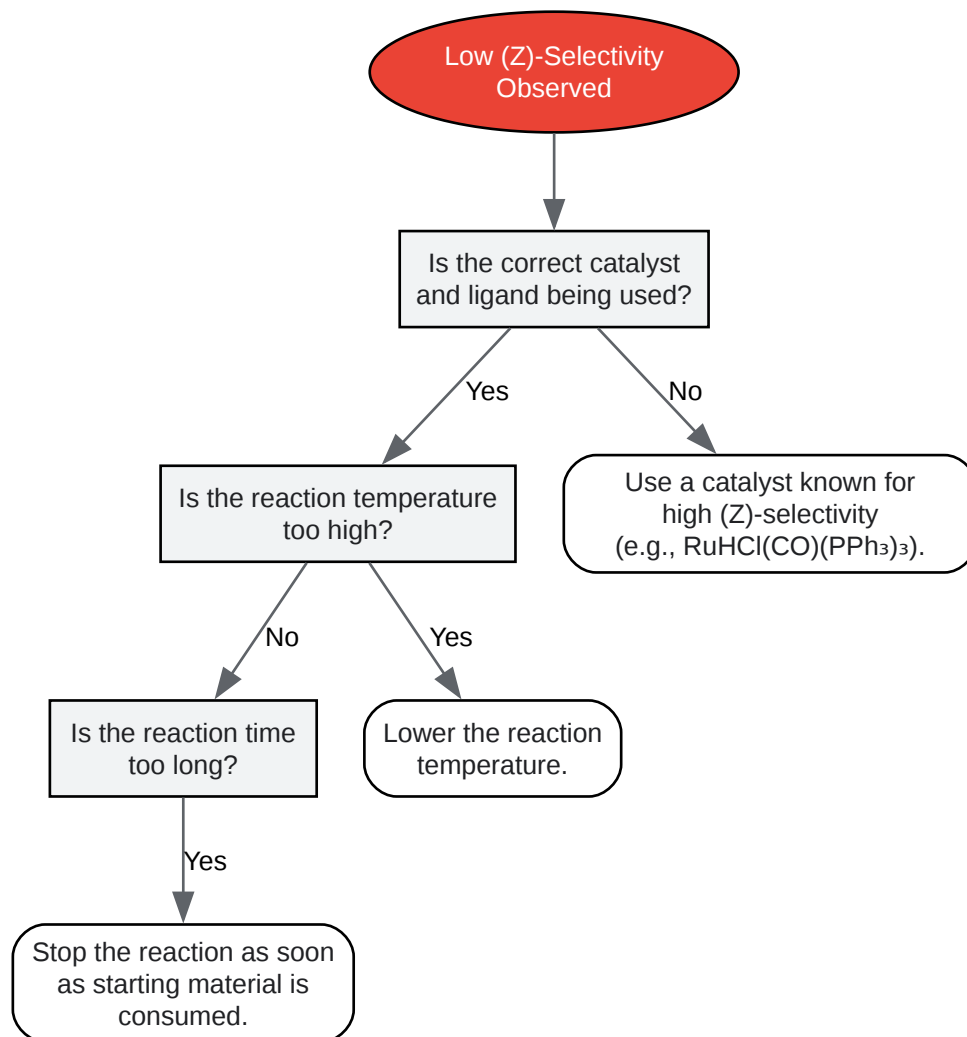 Low (Z)-Selectivity
Observed
Is the correct catalyst
and ligand being used?
Yes
No
Is the reaction temperature
too high?
Use a catalyst known for
high (Z)-selectivity
(e.g., RuHCl(CO)(PPh₃)₃).
No
Yes
Is the reaction time
too long?
Lower the reaction
temperature.
Yes
Stop the reaction as soon
as starting material is
consumed.